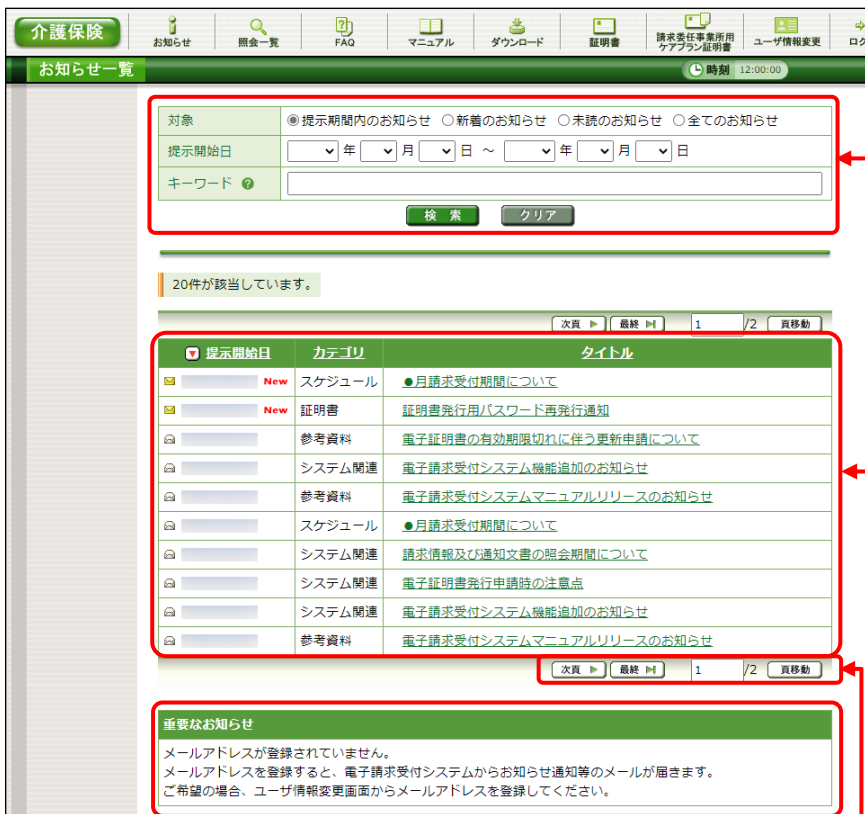 介護保険
お知らせ 照会一覧 FAQ マニュアル ダウンロード 証明書 請求委任事業所用 ケアプラン証明書 ユーザ情報変更
お知らせ一覧 時刻 12:00:00
対象 提示期間内のお知らせ 新着のお知らせ 未読のお知らせ 全てのお知らせ
提示開始日 年 月 日 ～ 年 月 日
キーワード ?
検索 クリア
20件が該当しています。
次頁 最終 1 /2 頁移動
提示開始日 カテゴリ タイトル
New スケジュール ●月請求受付期間について
New 証明書 証明書発行用パスワード再発行通知
参考資料 電子証明書の有効期限切れに伴う更新申請について
システム関連 電子請求受付システム機能追加のお知らせ
参考資料 電子請求受付システムマニュアルリリースのお知らせ
スケジュール ●月請求受付期間について
システム関連 請求情報及び通知文書の照会期間について
システム関連 電子証明書発行申請時の注意点
システム関連 電子請求受付システム機能追加のお知らせ
参考資料 電子請求受付システムマニュアルリリースのお知らせ
次頁 最終 1 /2 頁移動
重要なお知らせ
メールアドレスが登録されていません。
メールアドレスを登録すると、電子請求受付システムからお知らせ通知等のメールが届きます。
ご希望の場合、ユーザ情報変更画面からメールアドレスを登録してください。